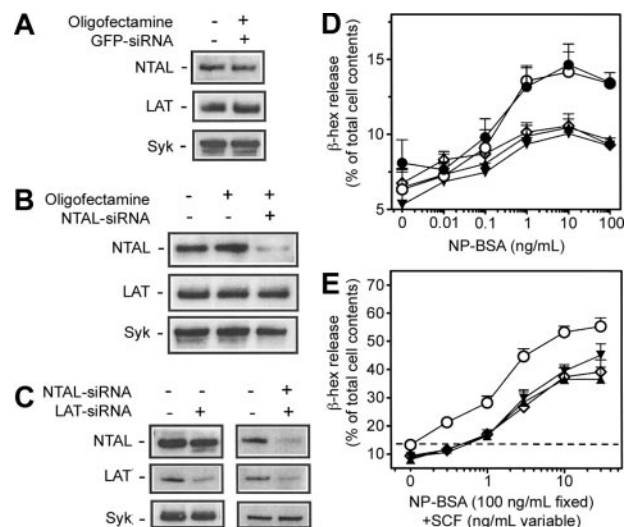 A
Oligofectamine - +
GFP-siRNA - +
NTAL -
LAT -
Syk -
B
Oligofectamine - + +
NTAL-siRNA - - +
NTAL -
LAT -
Syk -
C
NTAL-siRNA - - - +
LAT-siRNA - + - +
NTAL -
LAT -
Syk -
D
β-hex release
(% of total cell contents)
15
10
5
0 0.01 0.1 1 10 100
NP-BSA (ng/mL)
E
β-hex release
(% of total cell contents)
70
60
50
40
30
20
10
0 1 10
NP-BSA (100 ng/mL fixed)
+SCF (ng/mL variable)